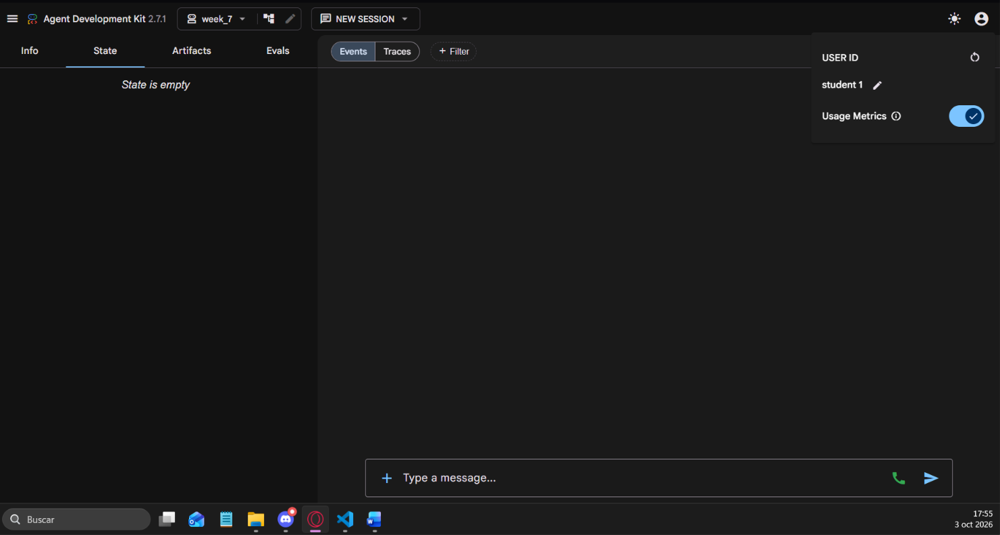 Agent Development Kit 2.7.1 week_7 NEW SESSION
Info State Artifacts Evals
Events Traces + Filter
State is empty
USER ID
student 1
Usage Metrics
Type a message...
Buscar
17:55
3 oct 2026